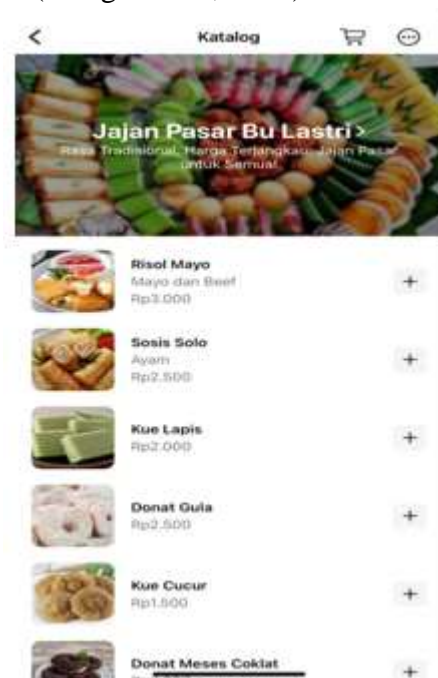 Katalog
Jajan Pasar Bu Lastri >
Rasa Tradisional, Harga Terjangkau. Jajan Pasar
untuk Semua!
Risol Mayo
Mayo dan Beef
Rp3.000
+
Sosis Solo
Ayam
Rp2.500
+
Kue Lapis
Rp2.000
+
Donat Gula
Rp2.500
+
Kue Cucur
Rp1.500
+
Donat Meses Coklat
+